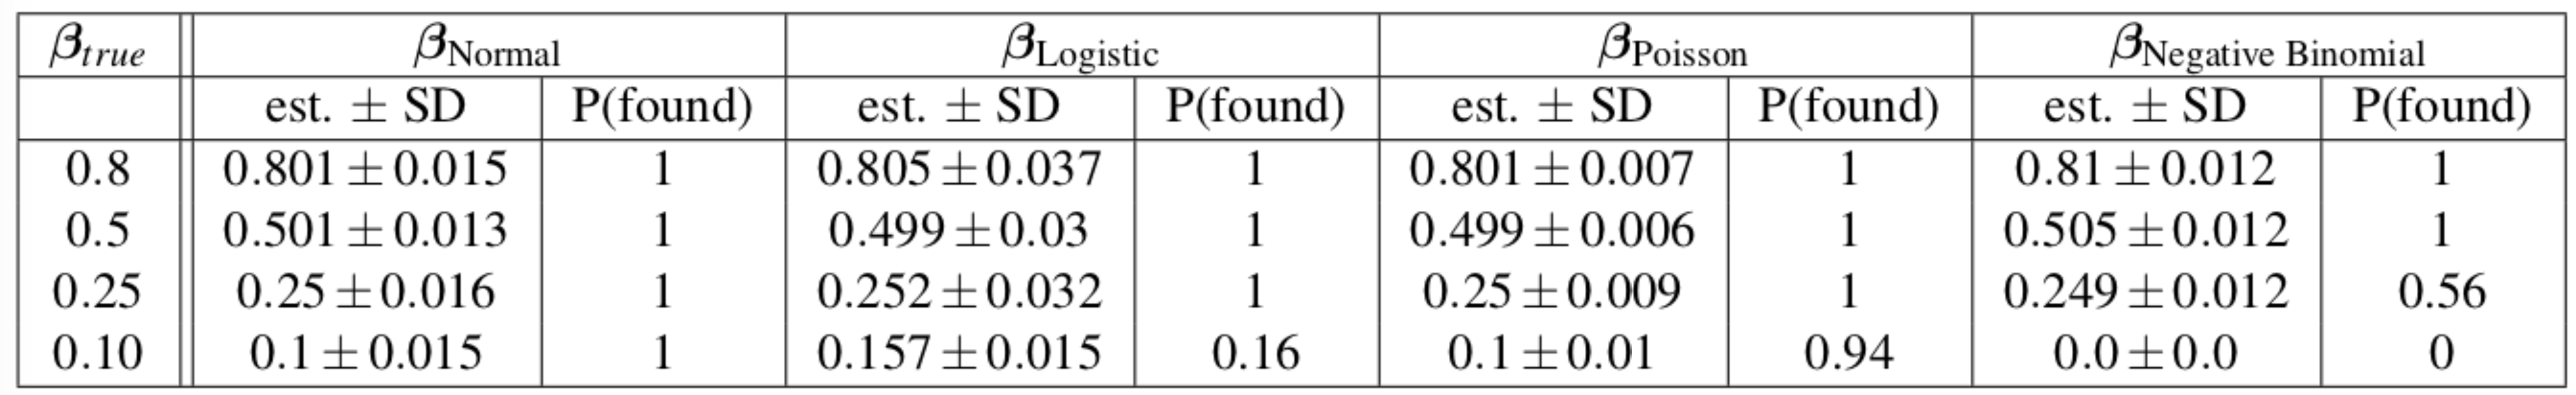 βtrue βNormal βLogistic βPoisson βNegative Binomial
est. ± SD P(found) est. ± SD P(found) est. ± SD P(found) est. ± SD P(found)
0.8 0.801 ± 0.015 1 0.805 ± 0.037 1 0.801 ± 0.007 1 0.81 ± 0.012 1
0.5 0.501 ± 0.013 1 0.499 ± 0.03 1 0.499 ± 0.006 1 0.505 ± 0.012 1
0.25 0.25 ± 0.016 1 0.252 ± 0.032 1 0.25 ± 0.009 1 0.249 ± 0.012 0.56
0.10 0.1 ± 0.015 1 0.157 ± 0.015 0.16 0.1 ± 0.01 0.94 0.0 ± 0.0 0